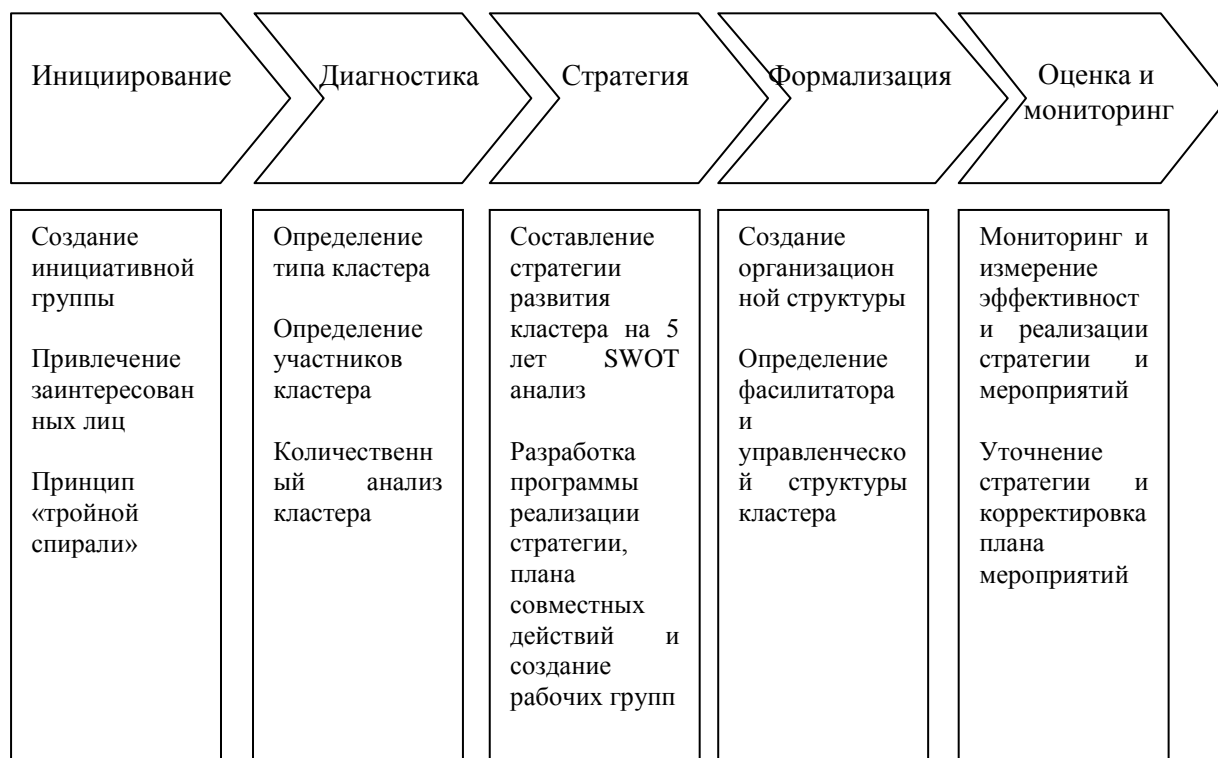 Инициирование
Диагностика
Стратегия
Формализация
Оценка и
мониторинг
Создание
инициативной
группы
Привлечение
заинтересован
ных лиц
Принцип
«тройной
спирали»
Определение
типа кластера
Определение
участников
кластера
Количественн
ый анализ
кластера
Составление
стратегии
развития
кластера на 5
лет SWOT
анализ
Разработка
программы
реализации
стратегии,
плана
совместных
действий и
создание
рабочих групп
Создание
организацион
ной структуры
Определение
фасилитатора
и
управленческо
й структуры
кластера
Мониторинг и
измерение
эффективност
и реализации
стратегии и
мероприятий
Уточнение
стратегии и
корректировка
плана
мероприятий